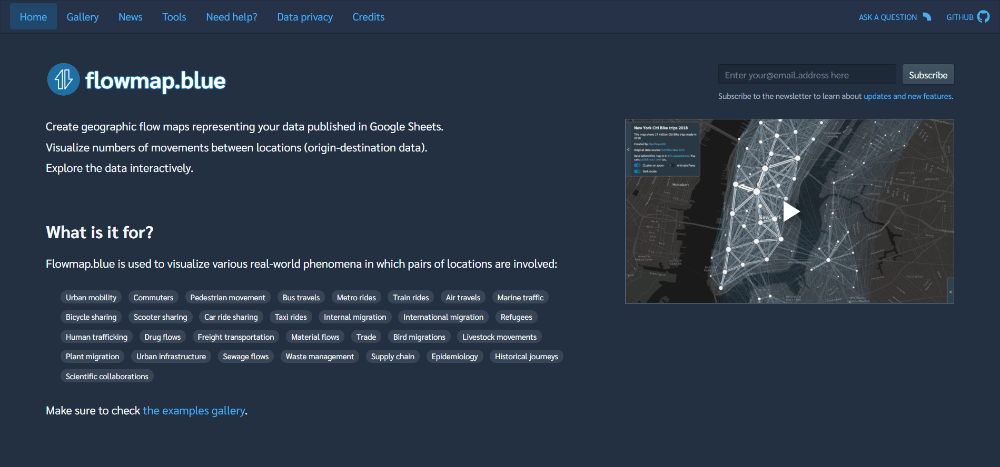 Home Gallery News Tools Need help? Data privacy Credits ASK A QUESTION GITHUB
flowmap.blue
Enter your@email.address here Subscribe
Subscribe to the newsletter to learn about updates and new features.
Create geographic flow maps representing your data published in Google Sheets.
Visualize numbers of movements between locations (origin-destination data).
Explore the data interactively.
New York Citi Bike trips 2018
This map shows 17 million Citi Bike trips made in
2018.
Created by: Ilya Boyandin
Original data source: Citi Bike New York
Data behind this map is in this spreadsheet. You
can publish your own too.
Cluster on zoom Animate flows
Dark mode
Hoboken
New York
What is it for?
Flowmap.blue is used to visualize various real-world phenomena in which pairs of locations are involved:
Urban mobility Commuters Pedestrian movement Bus travels Metro rides Train rides Air travels Marine traffic
Bicycle sharing Scooter sharing Car ride sharing Taxi rides Internal migration International migration Refugees
Human trafficking Drug flows Freight transportation Material flows Trade Bird migrations Livestock movements
Plant migration Urban infrastructure Sewage flows Waste management Supply chain Epidemiology Historical journeys
Scientific collaborations
Make sure to check the examples gallery.